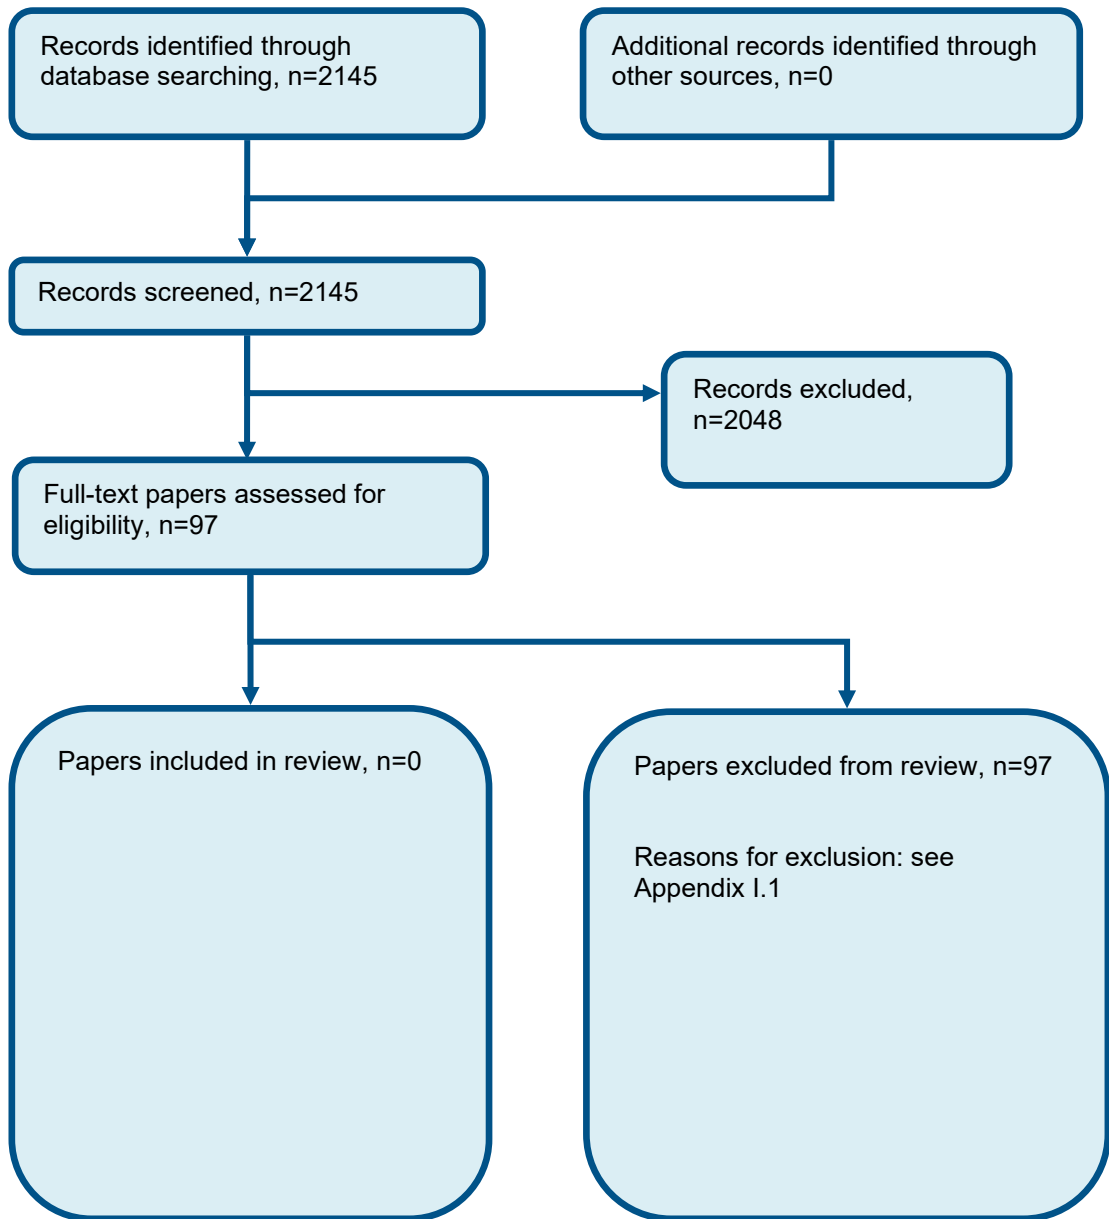 Records identified through
database searching, n=2145
Additional records identified through
other sources, n=0
Records screened, n=2145
Records excluded,
n=2048
Full-text papers assessed for
eligibility, n=97
Papers included in review, n=0
Papers excluded from review, n=97
Reasons for exclusion: see
Appendix I.1